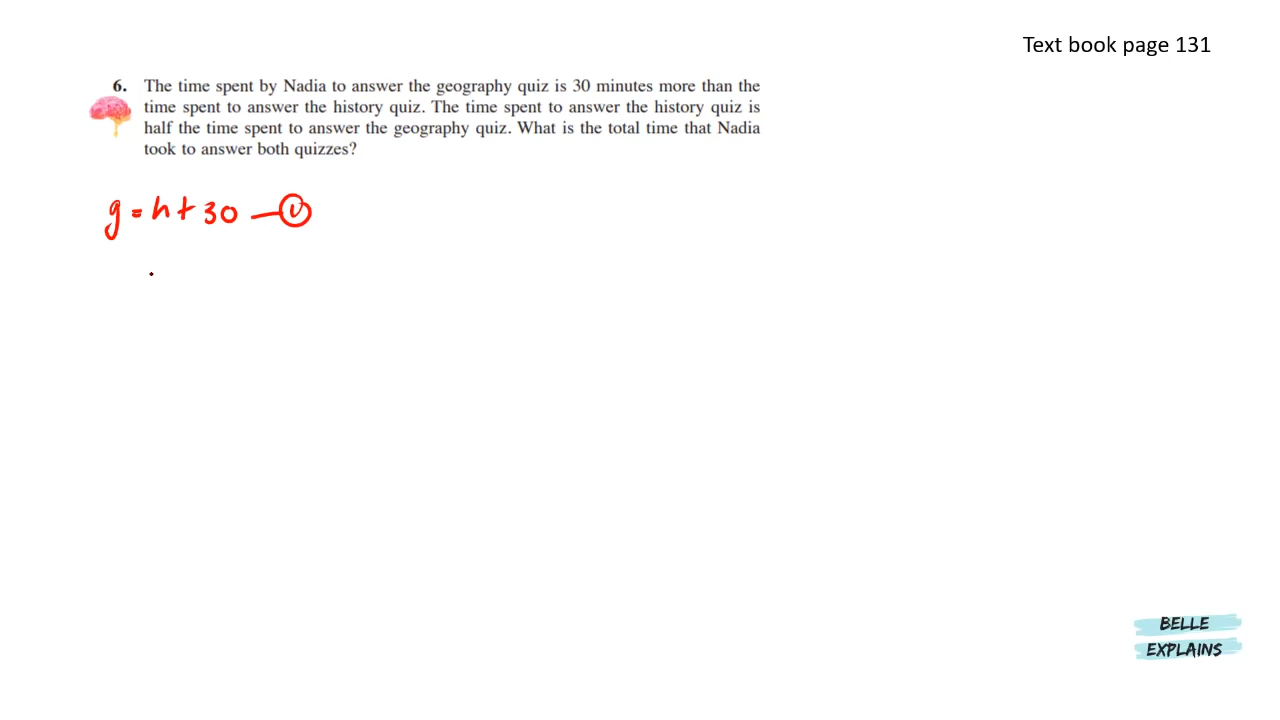 Text book page 131
6. The time spent by Nadia to answer the geography quiz is 30 minutes more than the
time spent to answer the history quiz. The time spent to answer the history quiz is
half the time spent to answer the geography quiz. What is the total time that Nadia
took to answer both quizzes?
g = h + 30 — ①
BELLE
EXPLAINS